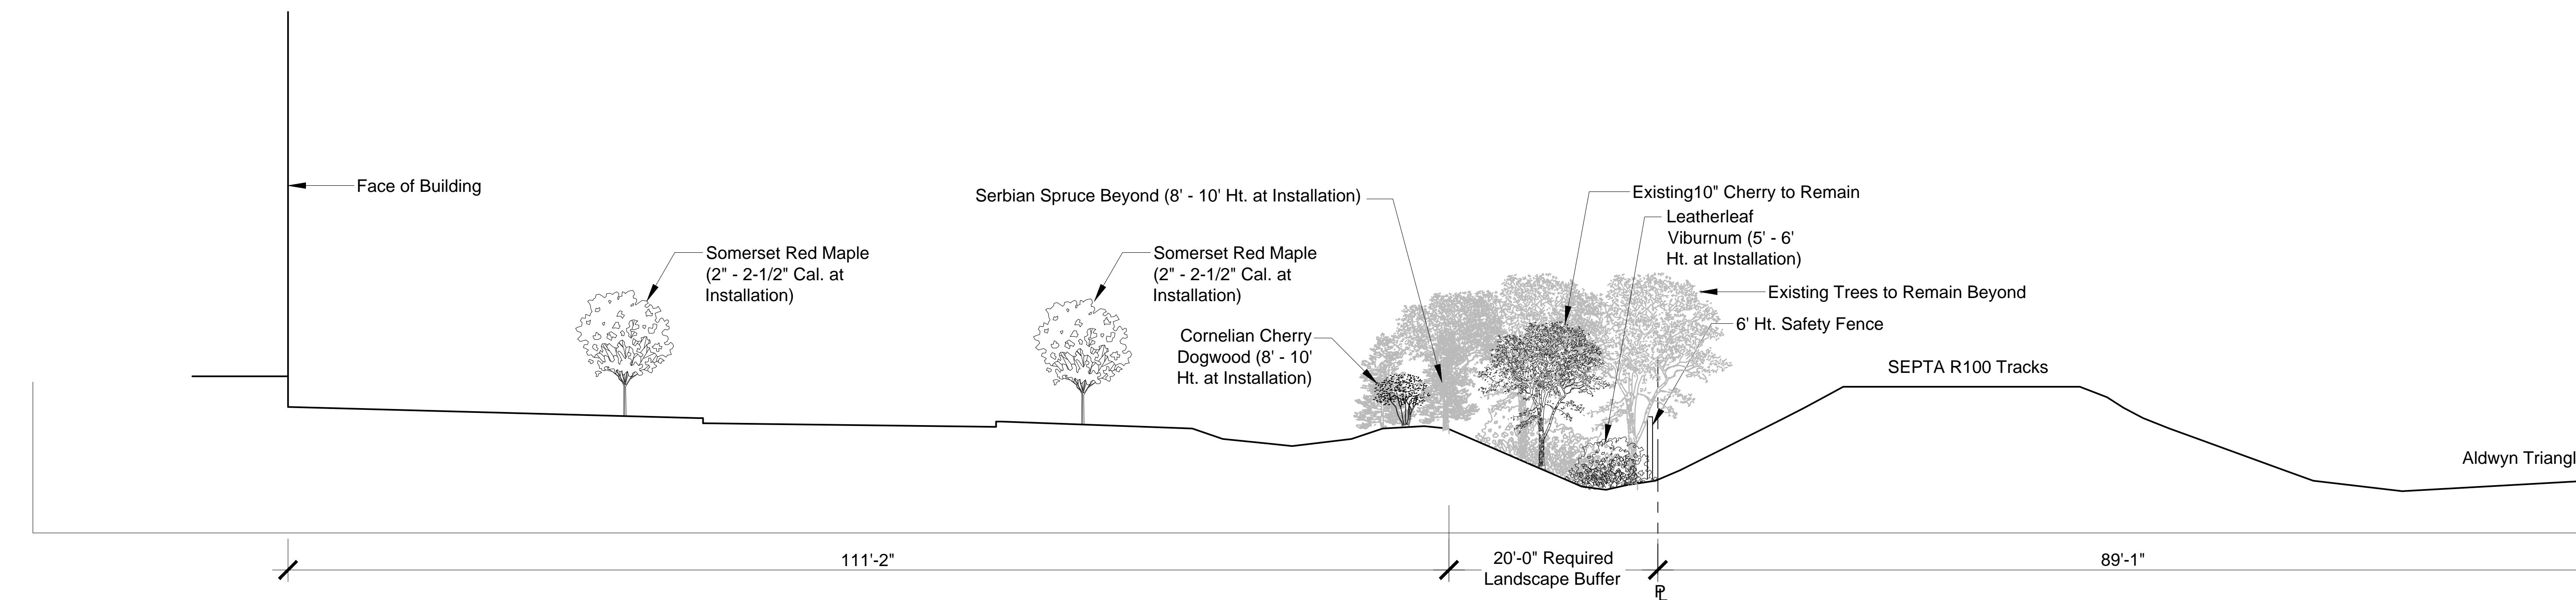 Face of Building
Somerset Red Maple
(2" - 2-1/2" Cal. at
Installation)
Serbian Spruce Beyond (8' - 10' Ht. at Installation)
Somerset Red Maple
(2" - 2-1/2" Cal. at
Installation)
Cornelian Cherry
Dogwood (8' - 10'
Ht. at Installation)
Existing10" Cherry to Remain
Leatherleaf
Viburnum (5' - 6'
Ht. at Installation)
Existing Trees to Remain Beyond
6' Ht. Safety Fence
SEPTA R100 Tracks
Aldwyn Triangl
111'-2"
20'-0" Required
Landscape Buffer
89'-1"
PL